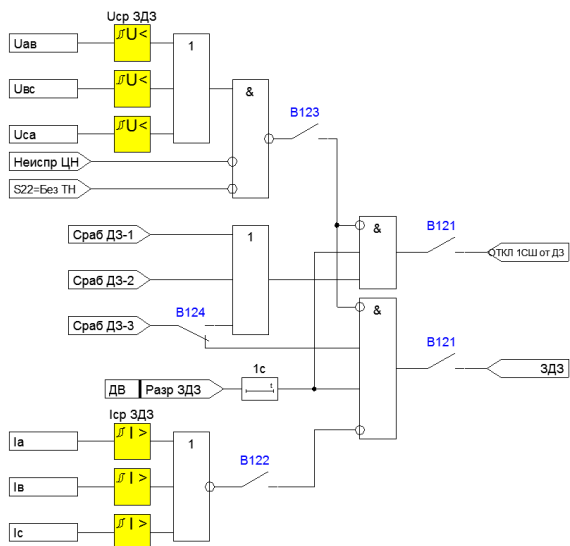 Uср ЗДЗ
Uав
U<
1
Uвс
U<
&
В123
Uса
U<
Неиспр ЦН
S22=Без ТН
Сраб ДЗ-1
1
&
В121
ОТКЛ 1СШ от ДЗ
Сраб ДЗ-2
Сраб ДЗ-3
В124
&
В121
ЗДЗ
1с
ДВ
Разр ЗДЗ
t
Iср ЗДЗ
Iа
I >
1
В122
Iв
I >
Iс
I >